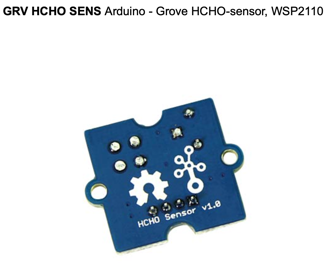 GRV HCHO SENS Arduino - Grove HCHO-sensor, WSP2110
HCHO Sensor v1.0